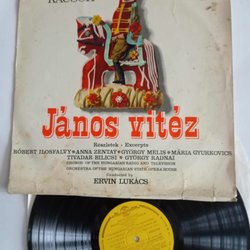 János vitéz
Részletek - Excerpts
RÓBERT ILOSFALVY ★ ANNA ZENTAY ★ GYÖRGY MELIS ★ MÁRIA GYURKOVICS
TIVADAR BILICSI ★ GYÖRGY RADNAI
CHORUS OF THE HUNGARIAN RADIO AND TELEVISION
ORCHESTRA OF THE HUNGARIAN STATE OPERA HOUSE
Conducted by
ERVIN LUKÁCS